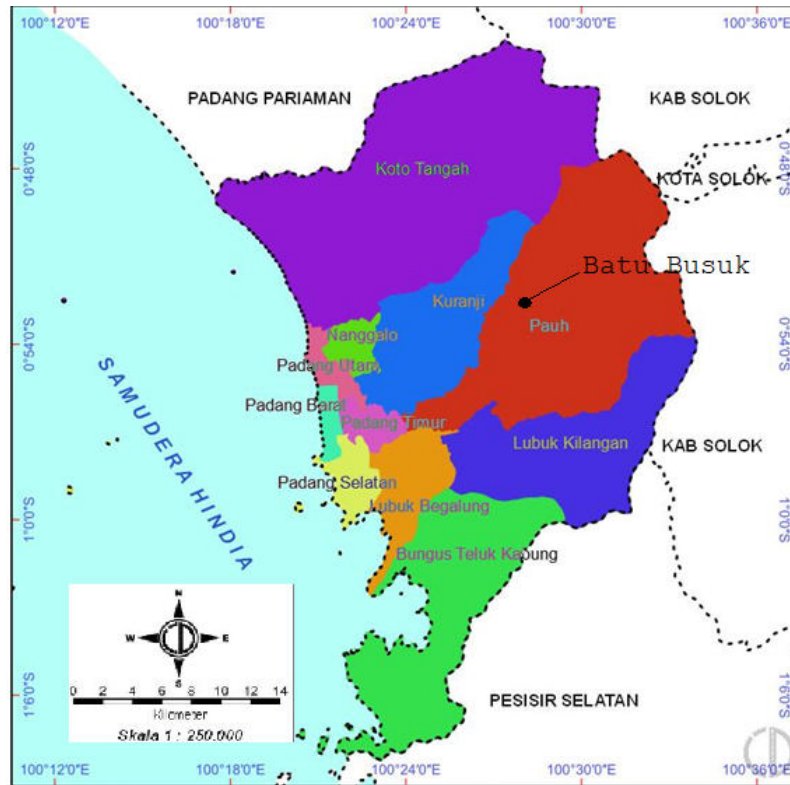 100°12'0"E 100°18'0"E 100°24'0"E 100°30'0"E 100°36'0"E
PADANG PARIAMAN
KAB SOLOK
0°48'0"S
Koto Tangah
KOTA SOLOK
0°48'0"S
Batu Busuk
Kuranji
0°54'0"S
Nanggalo
Pauh
0°54'0"S
Padang Utam
SAMUDERA HINDIA
Padang Barat
Padang Timur
Lubuk Kilangan
KAB SOLOK
Padang Selatan
Lubuk Begalung
1°0'0"S
1°0'0"S
Bungus Teluk Kabung
N
W
E
S
0 2 4 6 8 10 12 14
Kilometer
Skala 1 : 250.000
PESISIR SELATAN
1°6'0"S
1°6'0"S
100°12'0"E 100°18'0"E 100°24'0"E 100°30'0"E 100°36'0"E